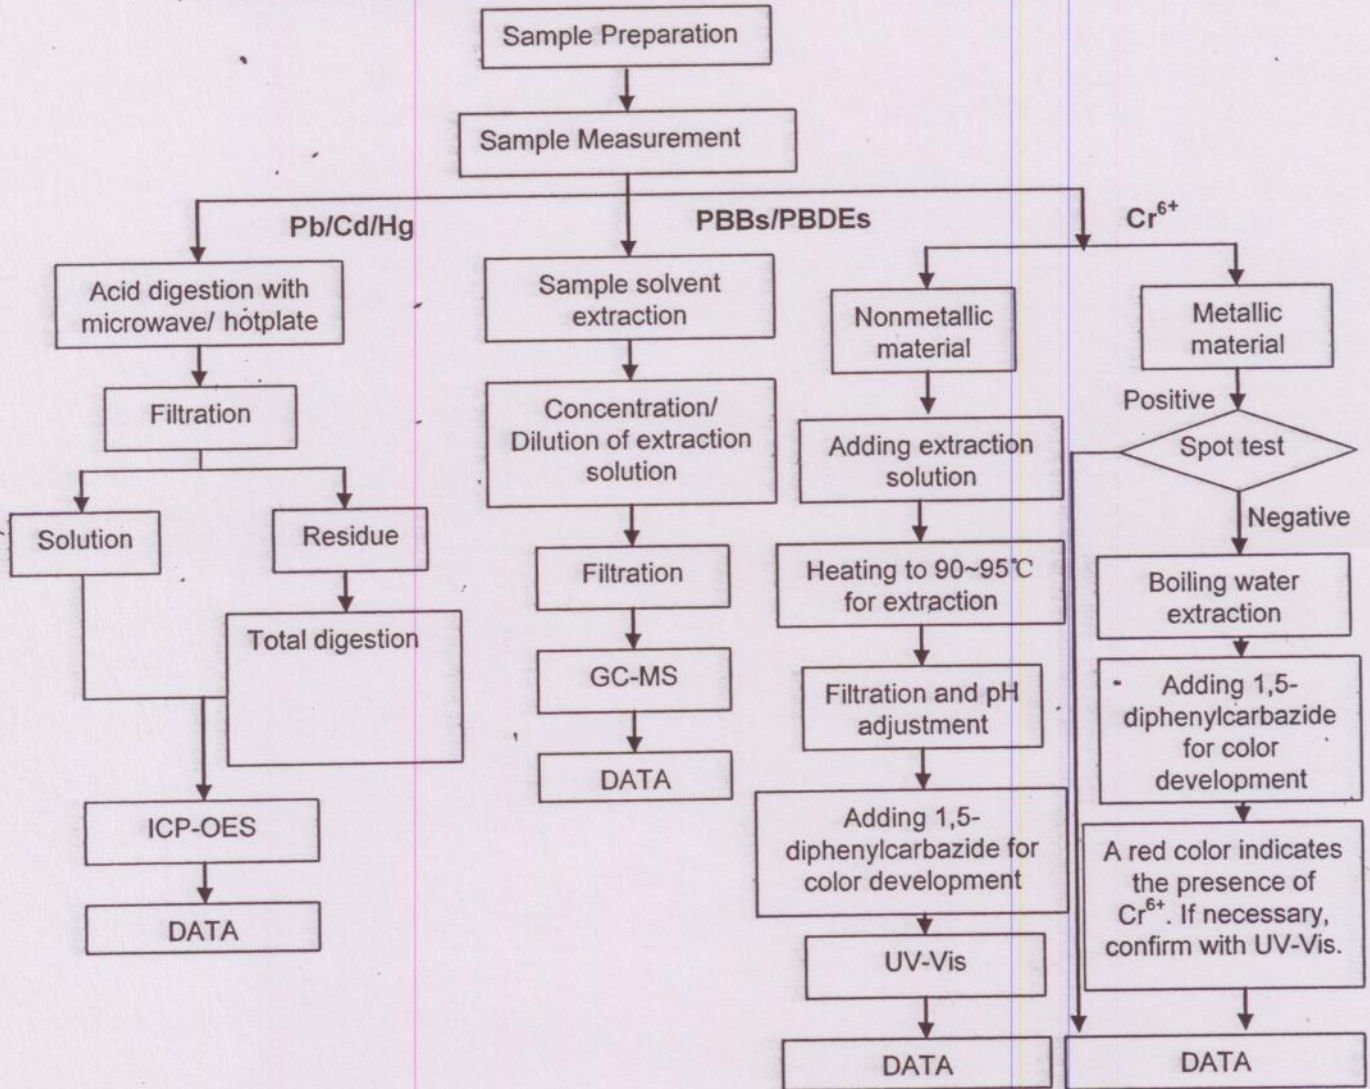 Sample Preparation
Sample Measurement
Pb/Cd/Hg
Acid digestion with
microwave/ hotplate
Filtration
Solution
Residue
Total digestion
ICP-OES
DATA
PBBs/PBDEs
Sample solvent
extraction
Concentration/
Dilution of extraction
solution
Filtration
GC-MS
DATA
Cr⁶⁺
Nonmetallic
material
Adding extraction
solution
Heating to 90~95℃
for extraction
Filtration and pH
adjustment
Adding 1,5-
diphenylcarbazide for
color development
UV-Vis
DATA
Metallic
material
Positive
Spot test
Negative
Boiling water
extraction
Adding 1,5-
diphenylcarbazide
for color
development
A red color indicates
the presence of
Cr⁶⁺. If necessary,
confirm with UV-Vis.
DATA